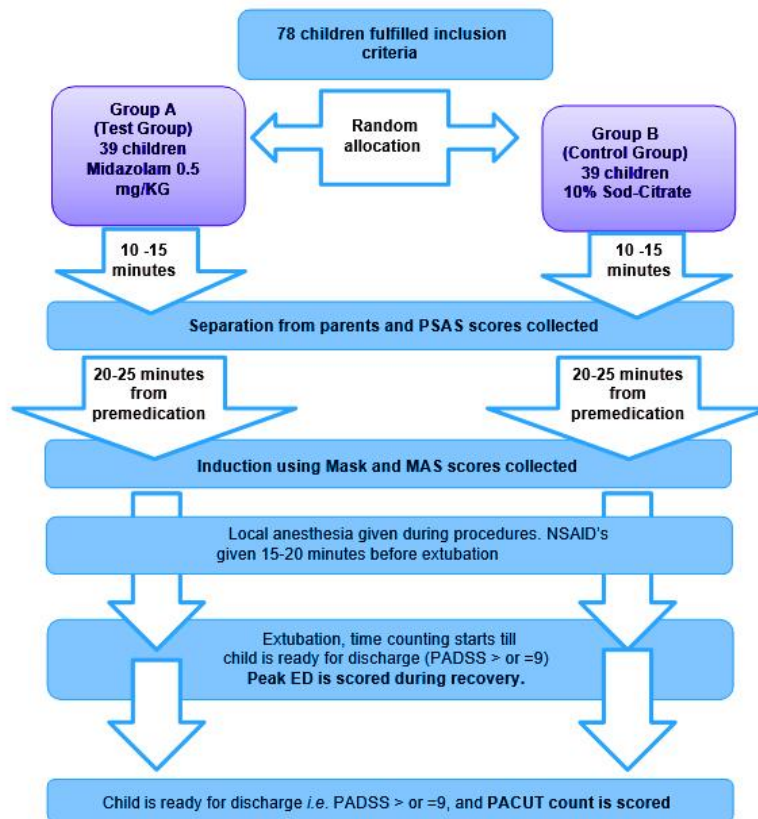 78 children fulfilled inclusion
criteria
Group A
(Test Group)
39 children
Midazolam 0.5
mg/KG
Random
allocation
Group B
(Control Group)
39 children
10% Sod-Citrate
10 -15
minutes
10 -15
minutes
Separation from parents and PSAS scores collected
20-25 minutes
from
premedication
20-25 minutes
from
premedication
Induction using Mask and MAS scores collected
Local anesthesia given during procedures. NSAID's
given 15-20 minutes before extubation
Extubation, time counting starts till
child is ready for discharge (PADSS > or =9)
Peak ED is scored during recovery.
Child is ready for discharge i.e. PADSS > or =9, and PACUT count is scored